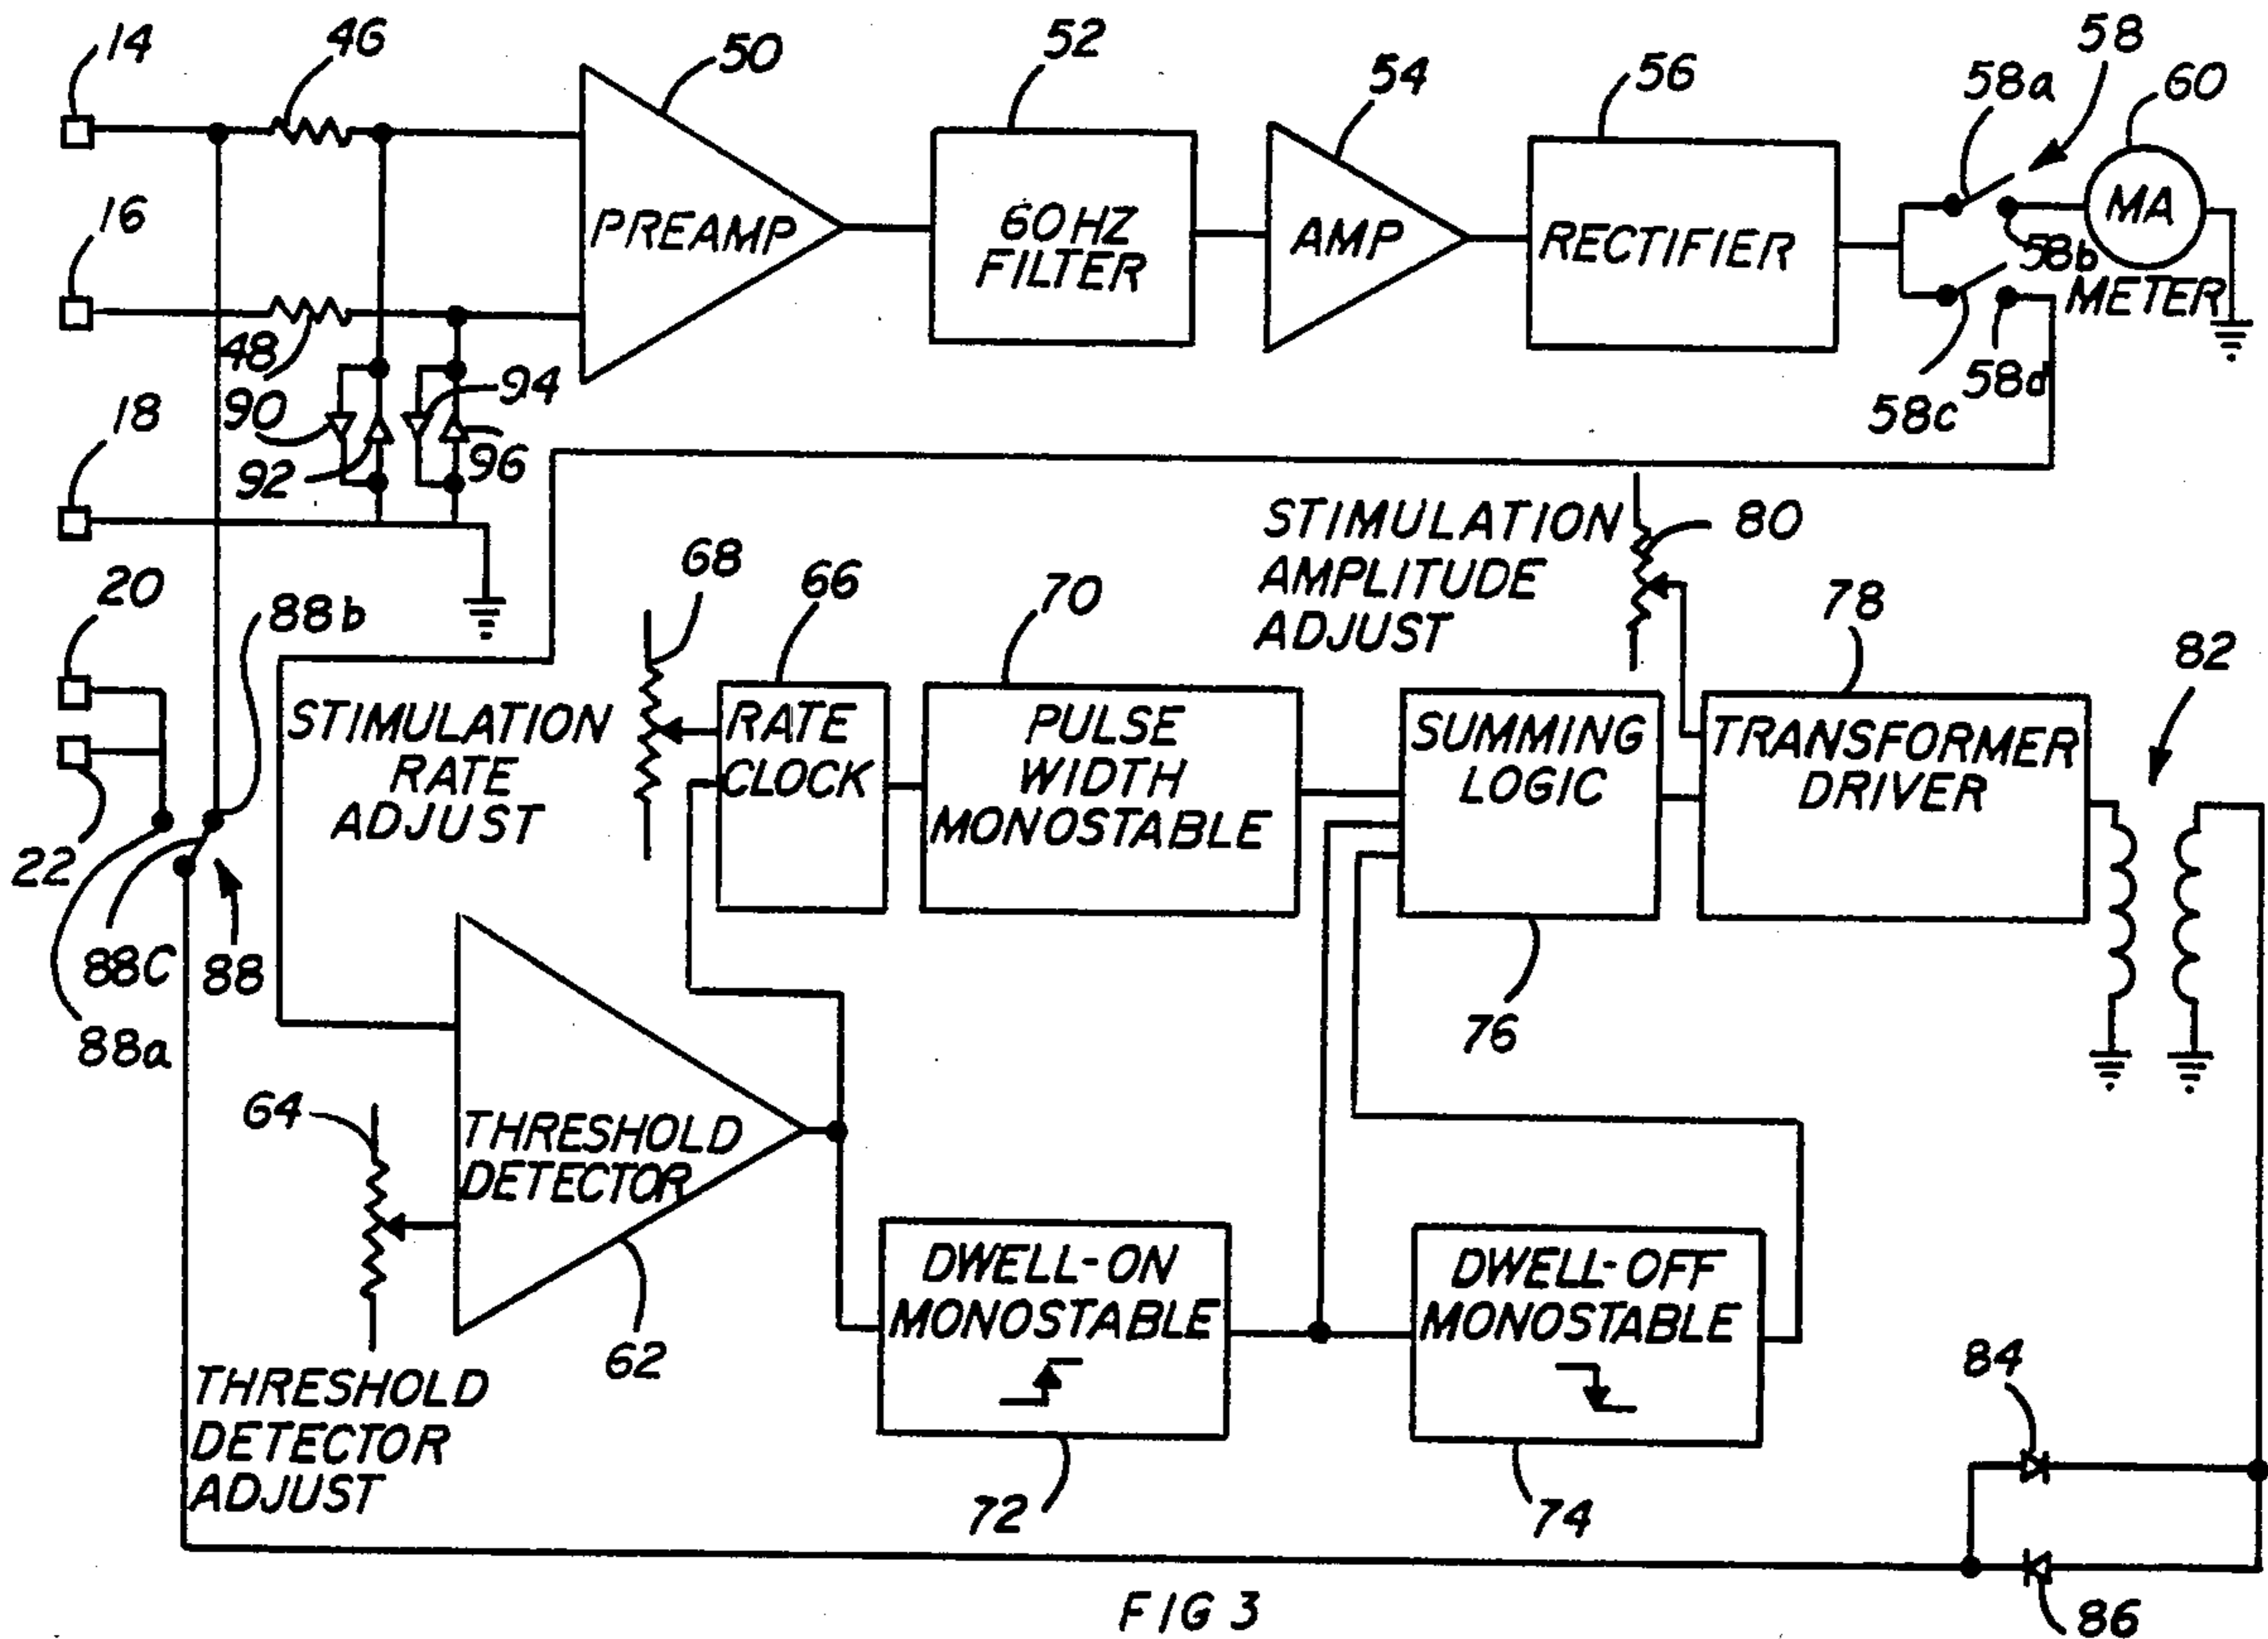 14
46
50
52
54
56
58a
58
60
16
PREAMP
60 HZ
FILTER
AMP
RECTIFIER
MA
58b
METER
48
90
94
18
92
96
58c
58d
STIMULATION
AMPLITUDE
ADJUST
80
20
88b
68
66
70
78
82
STIMULATION
RATE
ADJUST
RATE
CLOCK
PULSE
WIDTH
MONOSTABLE
SUMMING
LOGIC
TRANSFORMER
DRIVER
22
88C
88
88a
76
64
THRESHOLD
DETECTOR
62
DWELL-ON
MONOSTABLE
DWELL-OFF
MONOSTABLE
THRESHOLD
DETECTOR
ADJUST
84
72
74
86
FIG 3